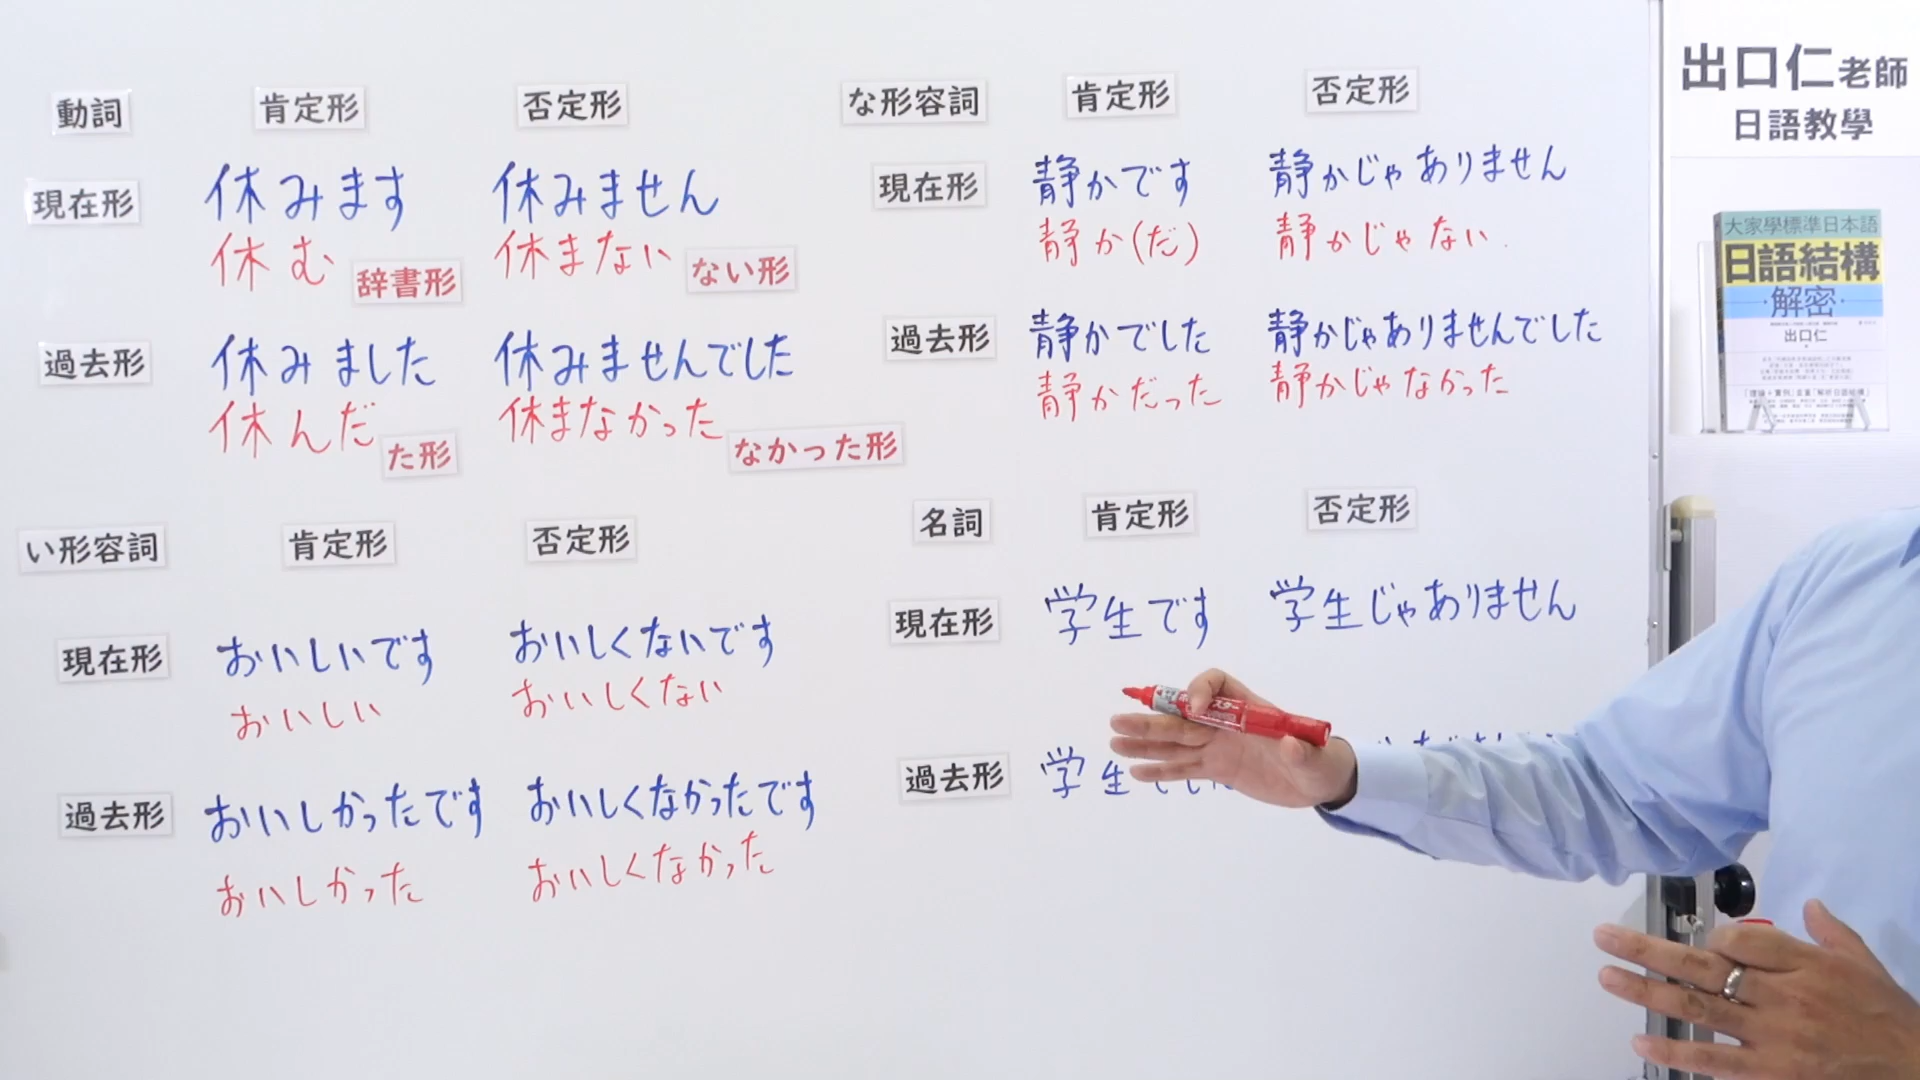 動詞 肯定形 否定形
現在形 休みます 休みません
休む 辞書形 休まない ない形
過去形 休みました 休みませんでした
休んだ た形 休まなかった なかった形
い形容詞 肯定形 否定形
現在形 おいしいです おいしくないです
おいしい おいしくない
過去形 おいしかったです おいしくなかったです
おいしかった おいしくなかった
な形容詞 肯定形 否定形
現在形 静かです 静かじゃありません
静か(だ) 静かじゃない
過去形 静かでした 静かじゃありませんでした
静かだった 静かじゃなかった
名詞 肯定形 否定形
現在形 学生です 学生じゃありません
過去形 学生
出口仁老師
日語教學
大家學標準日本語
日語結構
·解密·
出口仁